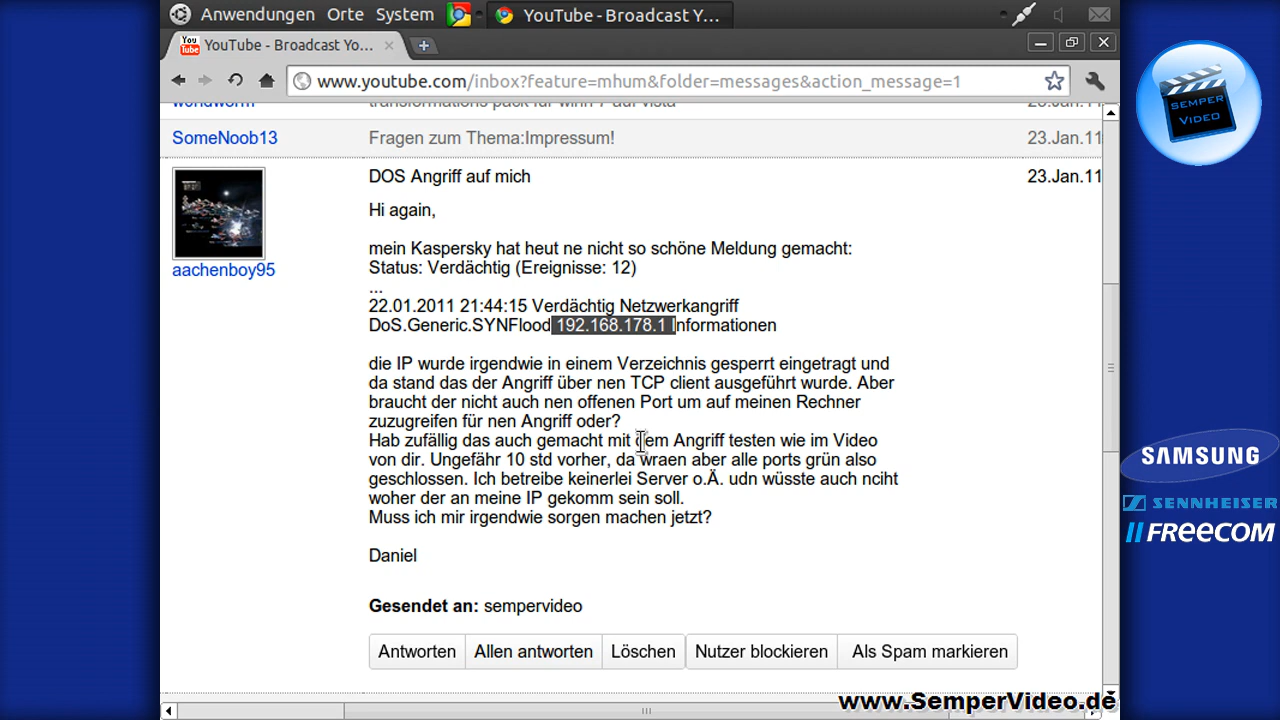 Anwendungen Orte System YouTube - Broadcast Y...
You Tube YouTube - Broadcast Yo...
www.youtube.com/inbox?feature=mhum&folder=messages&action_message=1
SEMPER
VIDEO
SomeNoob13 Fragen zum Thema:Impressum! 23.Jan.11
DOS Angriff auf mich 23.Jan.11
aachenboy95
Hi again,
mein Kaspersky hat heut ne nicht so schöne Meldung gemacht:
Status: Verdächtig (Ereignisse: 12)
...
22.01.2011 21:44:15 Verdächtig Netzwerkangriff
DoS.Generic.SYNFlood 192.168.178.1 Informationen
die IP wurde irgendwie in einem Verzeichnis gesperrt eingetragt und
da stand das der Angriff über nen TCP client ausgeführt wurde. Aber
braucht der nicht auch nen offenen Port um auf meinen Rechner
zuzugreifen für nen Angriff oder?
Hab zufällig das auch gemacht mit dem Angriff testen wie im Video
von dir. Ungefähr 10 std vorher, da wraen aber alle ports grün also
geschlossen. Ich betreibe keinerlei Server o.Ä. udn wüsste auch nciht
woher der an meine IP gekomm sein soll.
Muss ich mir irgendwie sorgen machen jetzt?
Daniel
Gesendet an: sempervideo
Antworten Allen antworten Löschen Nutzer blockieren Als Spam markieren
SAMSUNG
SENNHEISER
FREECOM
www.SemperVideo.de